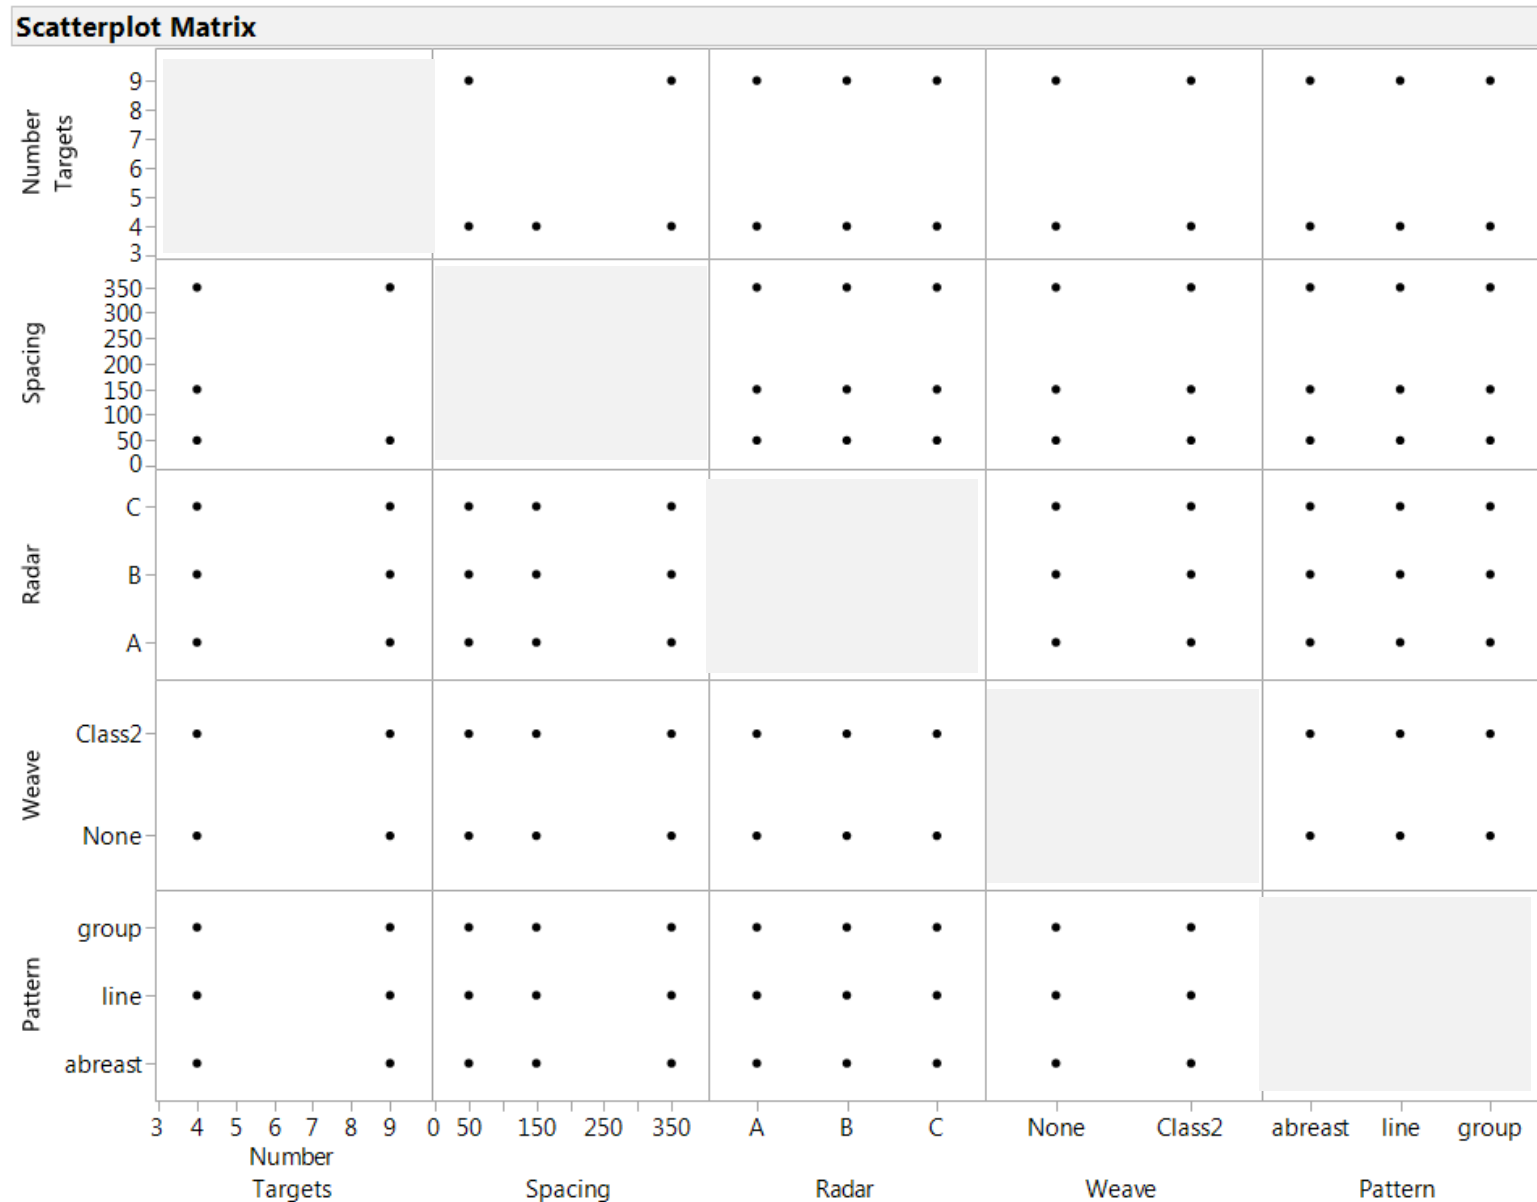 Scatterplot Matrix
Number
Targets
9
8
7
6
5
4
3
Spacing
350
300
250
200
150
100
50
0
Radar
C
B
A
Weave
Class2
None
Pattern
group
line
abreast
3 4 5 6 7 8 9 0 50 150 250 350 A B C None Class2 abreast line group
Number
Targets Spacing Radar Weave Pattern